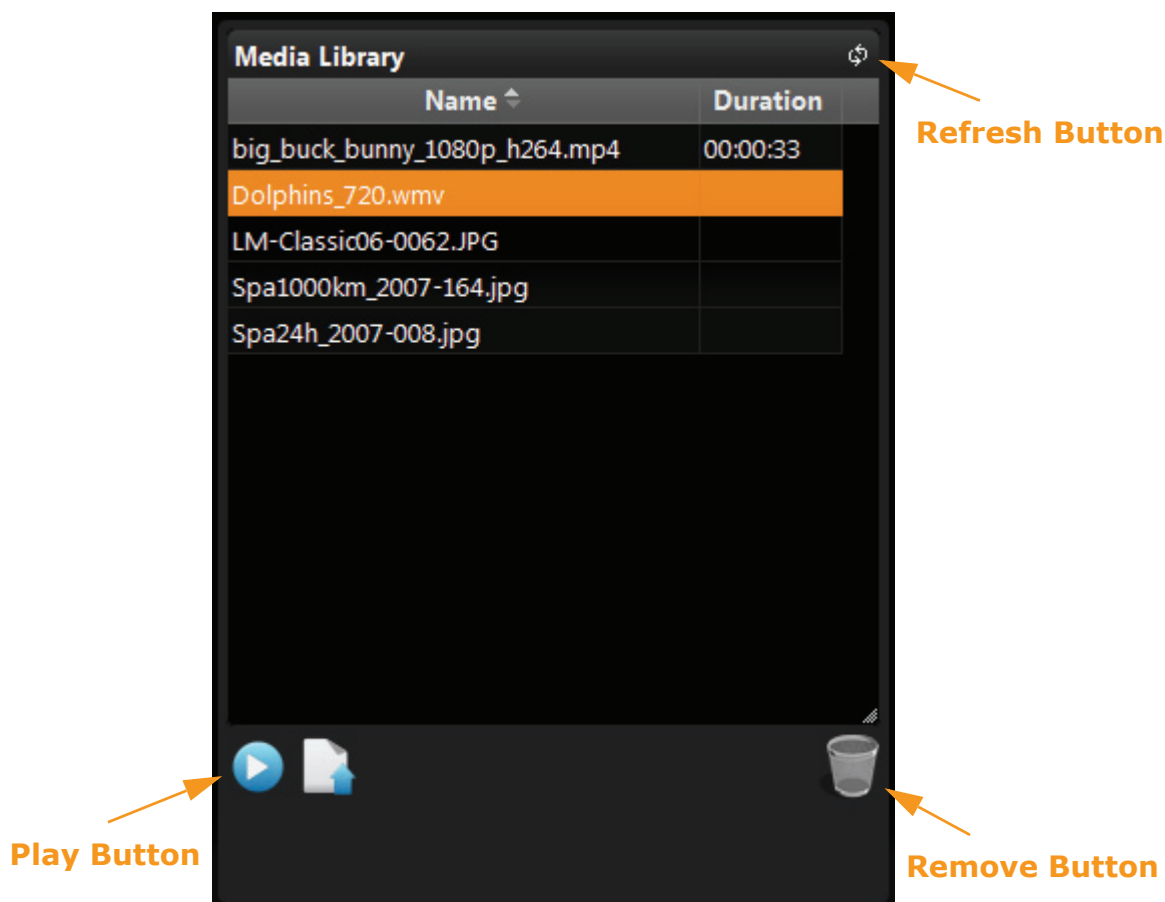 Media Library
Name Duration
Refresh Button
big_buck_bunny_1080p_h264.mp4 00:00:33
Dolphins_720.wmv
LM-Classic06-0062.JPG
Spa1000km_2007-164.jpg
Spa24h_2007-008.jpg
Play Button
Remove Button